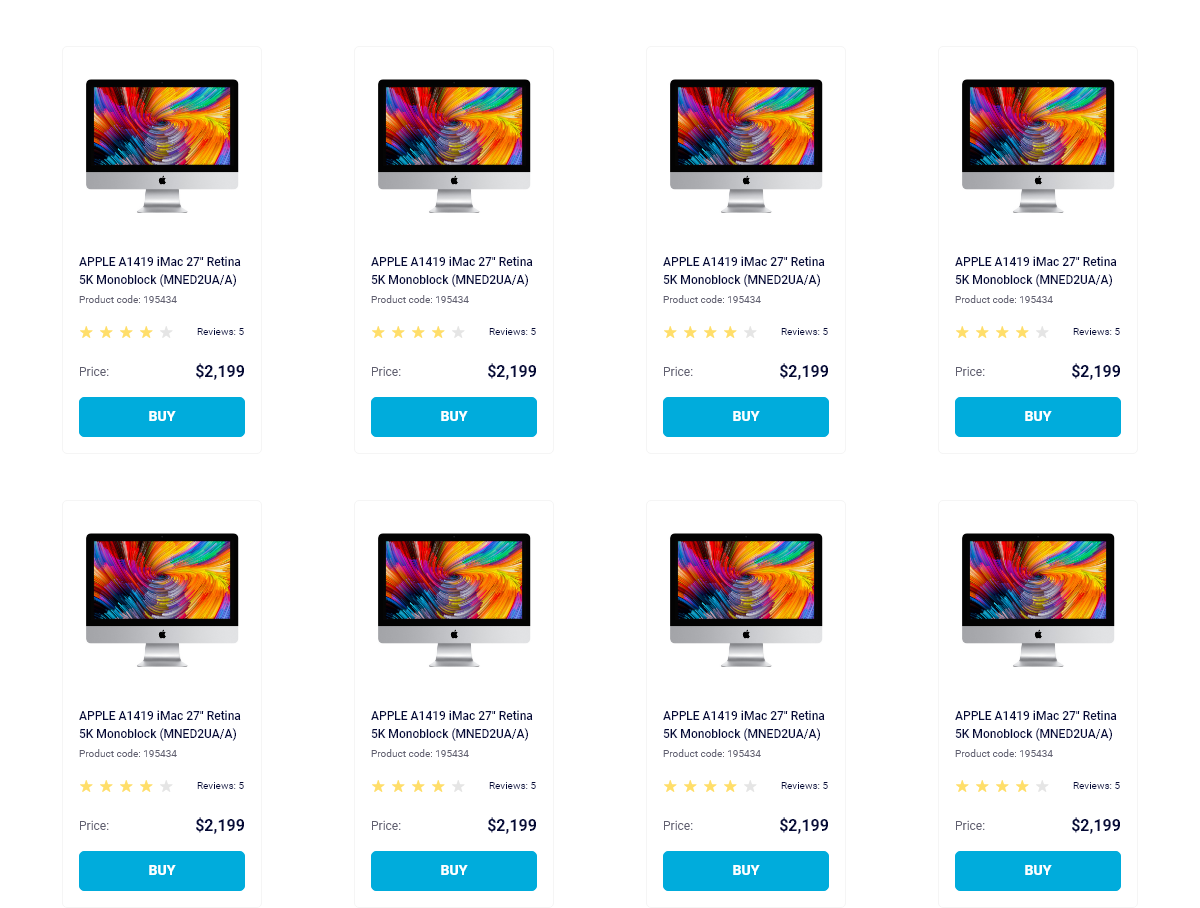 APPLE A1419 iMac 27" Retina
5K Monoblock (MNED2UA/A)
Product code: 195434
Reviews: 5
Price: $2,199
BUY
APPLE A1419 iMac 27" Retina
5K Monoblock (MNED2UA/A)
Product code: 195434
Reviews: 5
Price: $2,199
BUY
APPLE A1419 iMac 27" Retina
5K Monoblock (MNED2UA/A)
Product code: 195434
Reviews: 5
Price: $2,199
BUY
APPLE A1419 iMac 27" Retina
5K Monoblock (MNED2UA/A)
Product code: 195434
Reviews: 5
Price: $2,199
BUY
APPLE A1419 iMac 27" Retina
5K Monoblock (MNED2UA/A)
Product code: 195434
Reviews: 5
Price: $2,199
BUY
APPLE A1419 iMac 27" Retina
5K Monoblock (MNED2UA/A)
Product code: 195434
Reviews: 5
Price: $2,199
BUY
APPLE A1419 iMac 27" Retina
5K Monoblock (MNED2UA/A)
Product code: 195434
Reviews: 5
Price: $2,199
BUY
APPLE A1419 iMac 27" Retina
5K Monoblock (MNED2UA/A)
Product code: 195434
Reviews: 5
Price: $2,199
BUY